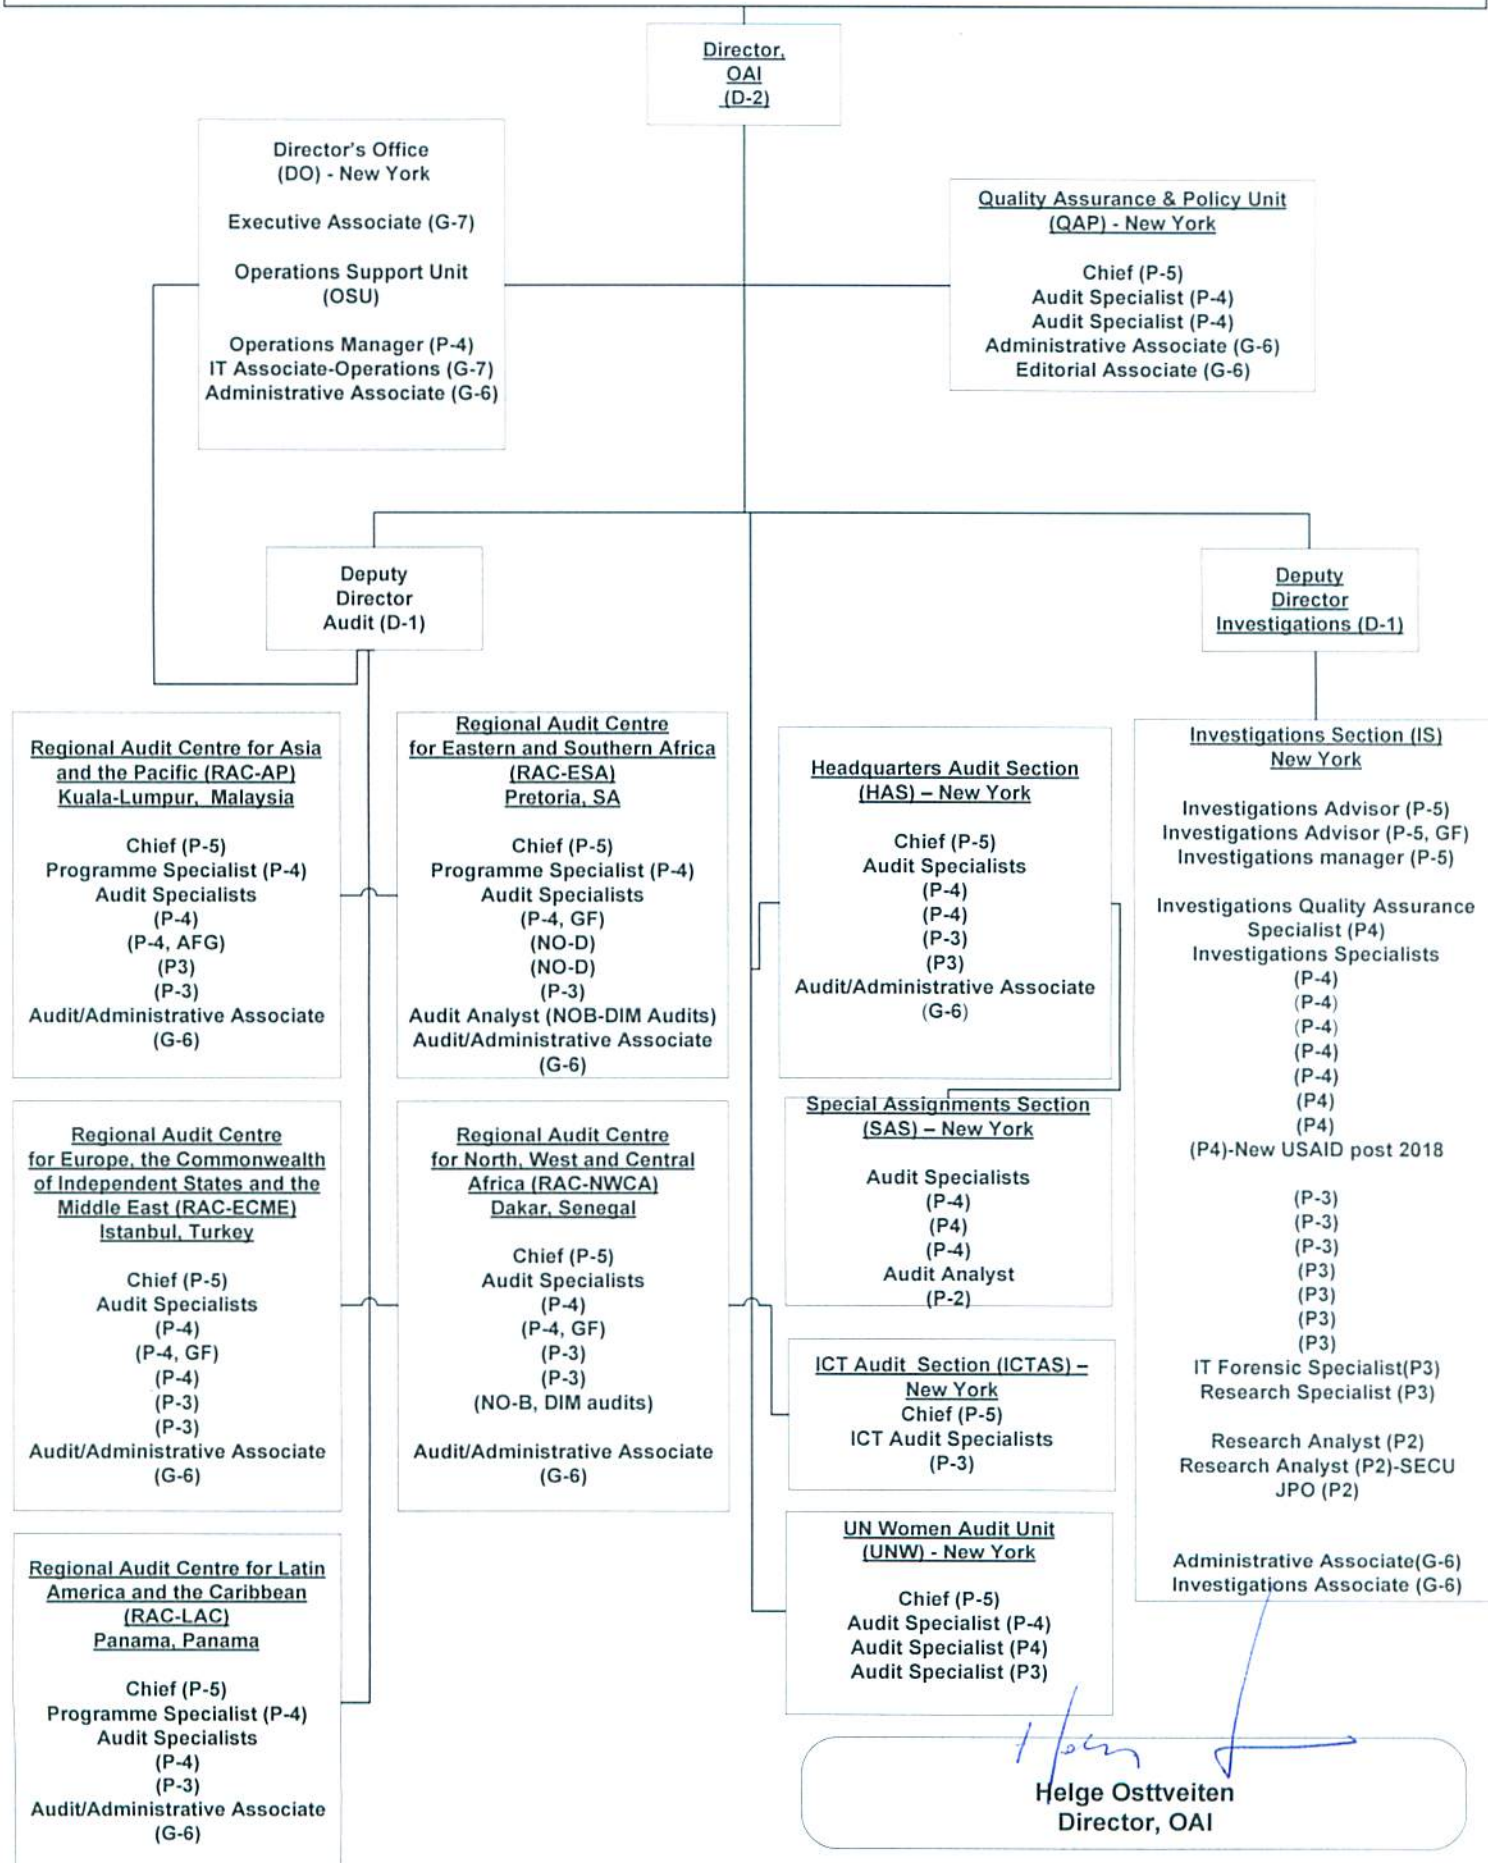 Director,
OAI
(D-2)
Director's Office
(DO) - New York
Executive Associate (G-7)
Operations Support Unit
(OSU)
Operations Manager (P-4)
IT Associate-Operations (G-7)
Administrative Associate (G-6)
Quality Assurance & Policy Unit
(QAP) - New York
Chief (P-5)
Audit Specialist (P-4)
Audit Specialist (P-4)
Administrative Associate (G-6)
Editorial Associate (G-6)
Deputy
Director
Audit (D-1)
Deputy
Director
Investigations (D-1)
Regional Audit Centre for Asia
and the Pacific (RAC-AP)
Kuala-Lumpur, Malaysia
Chief (P-5)
Programme Specialist (P-4)
Audit Specialists
(P-4)
(P-4, AFG)
(P3)
(P-3)
Audit/Administrative Associate
(G-6)
Regional Audit Centre
for Eastern and Southern Africa
(RAC-ESA)
Pretoria, SA
Chief (P-5)
Programme Specialist (P-4)
Audit Specialists
(P-4, GF)
(NO-D)
(NO-D)
(P-3)
Audit Analyst (NOB-DIM Audits)
Audit/Administrative Associate
(G-6)
Headquarters Audit Section
(HAS) – New York
Chief (P-5)
Audit Specialists
(P-4)
(P-4)
(P-3)
(P3)
Audit/Administrative Associate
(G-6)
Investigations Section (IS)
New York
Investigations Advisor (P-5)
Investigations Advisor (P-5, GF)
Investigations manager (P-5)
Investigations Quality Assurance
Specialist (P4)
Investigations Specialists
(P-4)
(P-4)
(P-4)
(P-4)
(P-4)
(P4)
(P4)
(P4)-New USAID post 2018
(P-3)
(P-3)
(P-3)
(P3)
(P3)
(P3)
(P3)
IT Forensic Specialist(P3)
Research Specialist (P3)
Research Analyst (P2)
Research Analyst (P2)-SECU
JPO (P2)
Administrative Associate(G-6)
Investigations Associate (G-6)
Regional Audit Centre
for Europe, the Commonwealth
of Independent States and the
Middle East (RAC-ECME)
Istanbul, Turkey
Chief (P-5)
Audit Specialists
(P-4)
(P-4, GF)
(P-4)
(P-3)
(P-3)
Audit/Administrative Associate
(G-6)
Regional Audit Centre
for North, West and Central
Africa (RAC-NWCA)
Dakar, Senegal
Chief (P-5)
Audit Specialists
(P-4)
(P-4, GF)
(P-3)
(P-3)
(NO-B, DIM audits)
Audit/Administrative Associate
(G-6)
Special Assignments Section
(SAS) – New York
Audit Specialists
(P-4)
(P4)
(P-4)
Audit Analyst
(P-2)
ICT Audit Section (ICTAS) –
New York
Chief (P-5)
ICT Audit Specialists
(P-3)
UN Women Audit Unit
(UNW) - New York
Chief (P-5)
Audit Specialist (P-4)
Audit Specialist (P4)
Audit Specialist (P3)
Regional Audit Centre for Latin
America and the Caribbean
(RAC-LAC)
Panama, Panama
Chief (P-5)
Programme Specialist (P-4)
Audit Specialists
(P-4)
(P-3)
Audit/Administrative Associate
(G-6)
Helge Osttveiten
Director, OAI